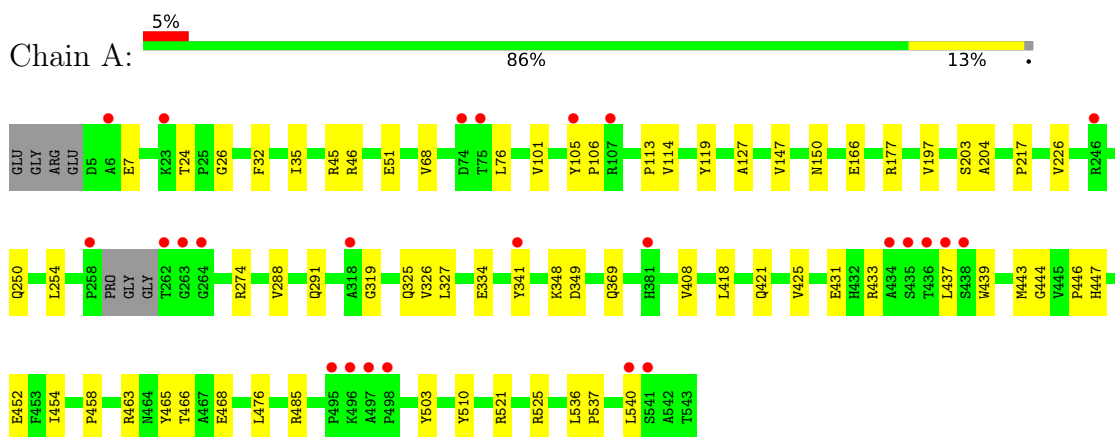 5%
Chain A:
86% 13% •
GLU GLY ARG GLU D5 A6 E7 K23 T24 P25 G26 F32 I35 R45 R46 E51 V68 D74 T75 L76 V101 Y105 P106 R107 P113 V114 Y119 A127 V147 N150 E166 R177 V197 S203 A204 P217 V226 R246
Q250 L254 P258 PRO GLY GLY T262 G263 G264 R274 V288 Q291 A318 G319 Q325 V326 L327 E334 Y341 K348 D349 Q369 H381 V408 L418 Q421 V425 E431 H432 R433 A434 S435 T436 L437 S438 W439 M443 G444 V445 P446 H447
E452 F453 I454 P458 R463 N464 Y465 T466 A467 E468 L476 R485 P495 K496 A497 P498 Y503 Y510 R521 R525 L536 P537 L540 S541 A542 T543